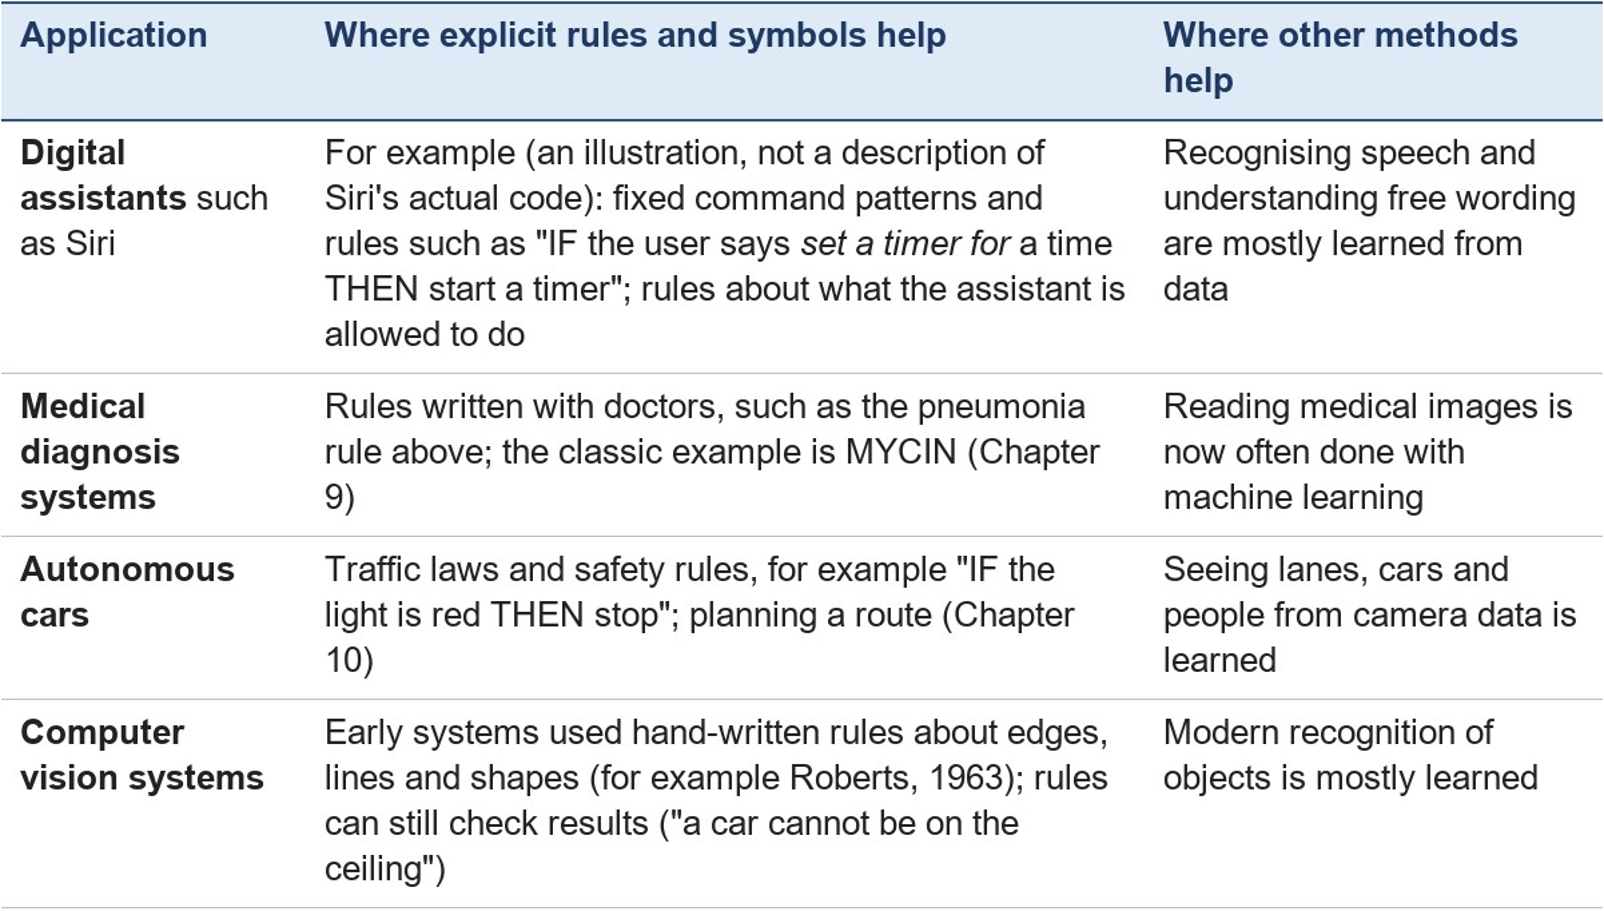 Application
Where explicit rules and symbols help
Where other methods
help
Digital
assistants such
as Siri
For example (an illustration, not a description of
Siri's actual code): fixed command patterns and
rules such as "IF the user says set a timer for a time
THEN start a timer"; rules about what the assistant is
allowed to do
Recognising speech and
understanding free wording
are mostly learned from
data
Medical
diagnosis
systems
Rules written with doctors, such as the pneumonia
rule above; the classic example is MYCIN (Chapter
9)
Reading medical images is
now often done with
machine learning
Autonomous
cars
Traffic laws and safety rules, for example "IF the
light is red THEN stop"; planning a route (Chapter
10)
Seeing lanes, cars and
people from camera data is
learned
Computer
vision systems
Early systems used hand-written rules about edges,
lines and shapes (for example Roberts, 1963); rules
can still check results ("a car cannot be on the
ceiling")
Modern recognition of
objects is mostly learned